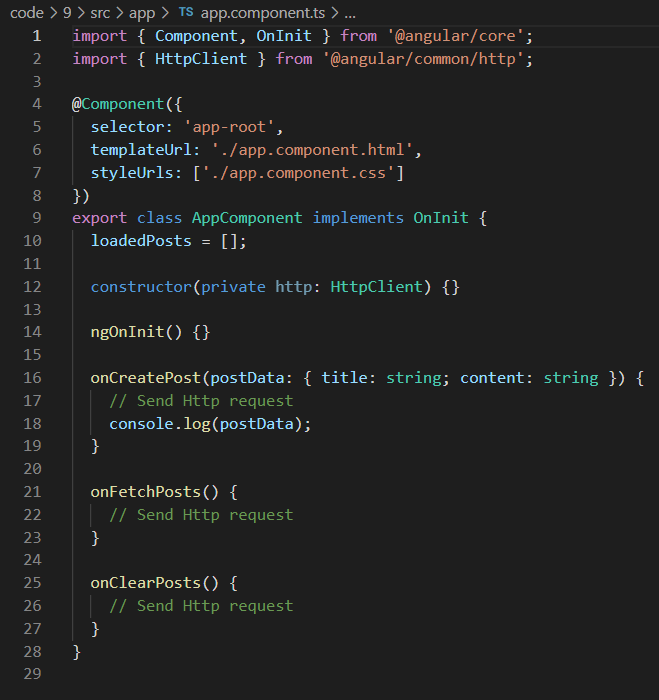 code > 9 > src > app > TS app.component.ts > ...
1 import { Component, OnInit } from '@angular/core';
2 import { HttpClient } from '@angular/common/http';
3
4 @Component({
5   selector: 'app-root',
6   templateUrl: './app.component.html',
7   styleUrls: ['./app.component.css']
8 })
9 export class AppComponent implements OnInit {
10   loadedPosts = [];
11
12   constructor(private http: HttpClient) {}
13
14   ngOnInit() {}
15
16   onCreatePost(postData: { title: string; content: string }) {
17     // Send Http request
18     console.log(postData);
19   }
20
21   onFetchPosts() {
22     // Send Http request
23   }
24
25   onClearPosts() {
26     // Send Http request
27   }
28 }
29